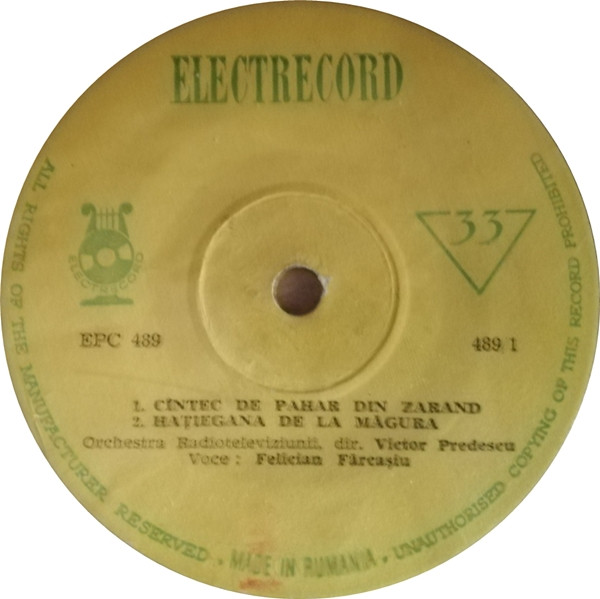 ELECTRECORD
ELECTRECORD
33
EPC 489
489 1
1. CÎNTEC DE PAHAR DIN ZARAND
2. HAȚIEGANA DE LA MĂGURA
Orchestra Radioteleviziunii, dir. Victor Predescu
Voce: Felician Fărcașiu
ALL RIGHTS OF THE MANUFACTURER RESERVED · MADE IN RUMANIA · UNAUTHORISED COPYING OF THIS RECORD PROHIBITED